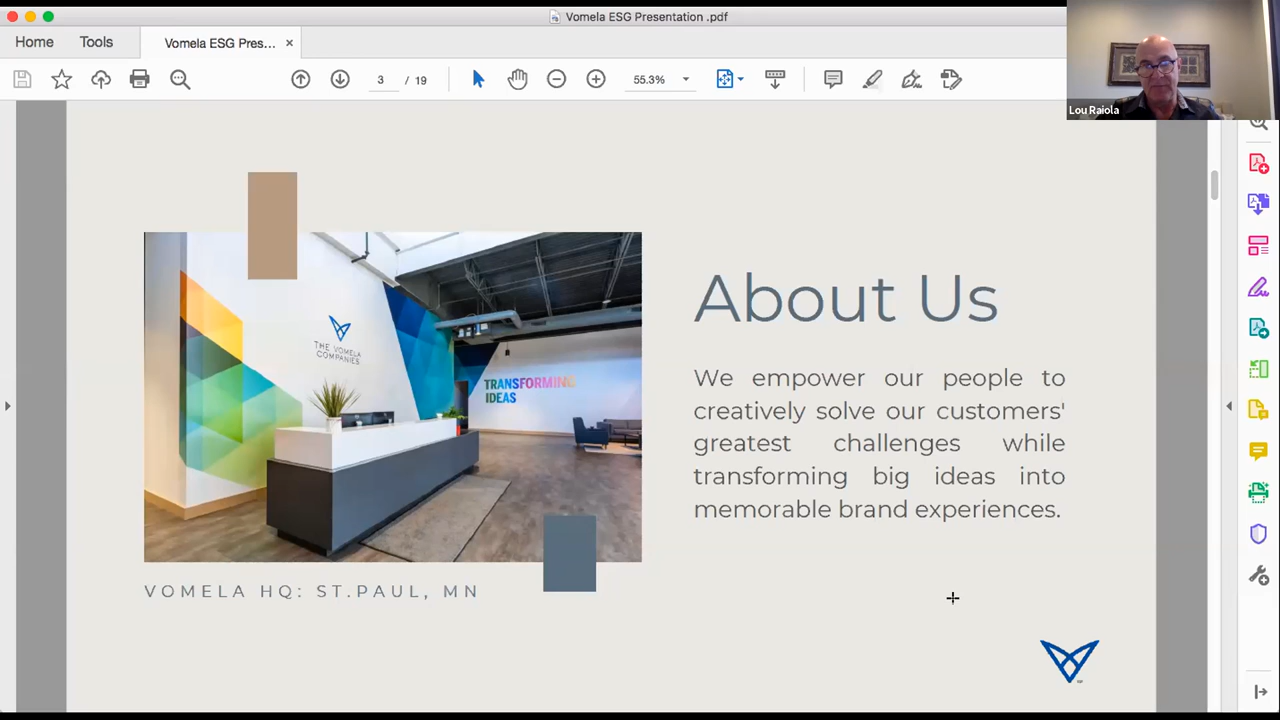 Vomela ESG Presentation .pdf
Home
Tools
Vomela ESG Pres...
3
/ 19
55.3%
Lou Raiola
THE VOMELA
COMPANIES
TRANSFORMING
IDEAS
About Us
We empower our people to
creatively solve our customers'
greatest challenges while
transforming big ideas into
memorable brand experiences.
VOMELA HQ: ST.PAUL, MN